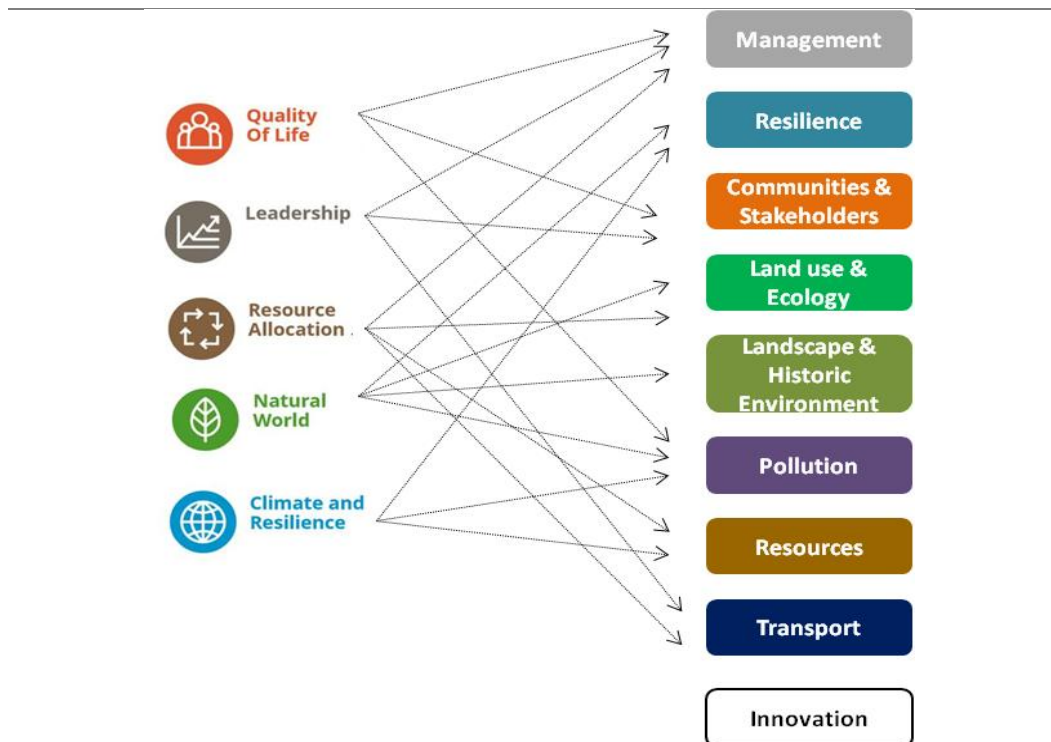 Quality
Of Life
Leadership
Resource
Allocation
Natural
World
Climate and
Resilience
Management
Resilience
Communities &
Stakeholders
Land use &
Ecology
Landscape &
Historic
Environment
Pollution
Resources
Transport
Innovation